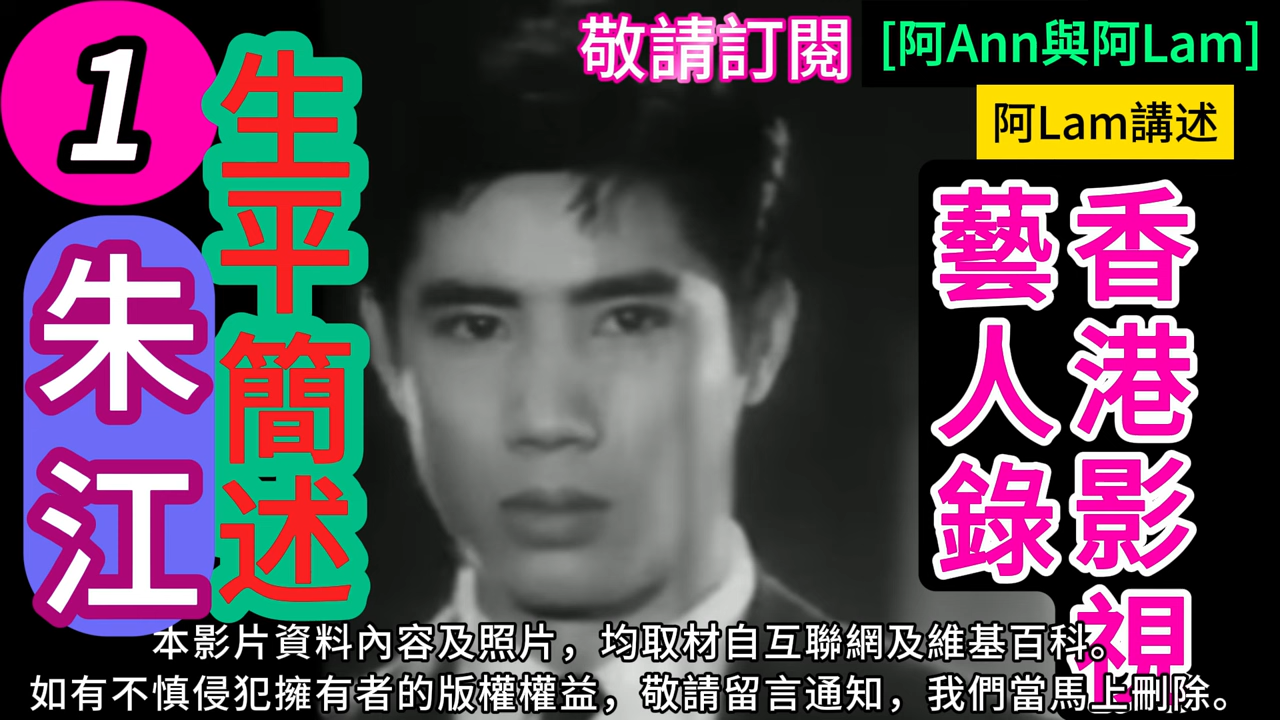 1
朱江
生平簡述
敬請訂閱
[阿Ann與阿Lam]
阿Lam講述
香港影視
藝人錄
本影片資料內容及照片，均取材自互聯網及維基百科。
如有不慎侵犯擁有者的版權權益，敬請留言通知，我們當馬上刪除。